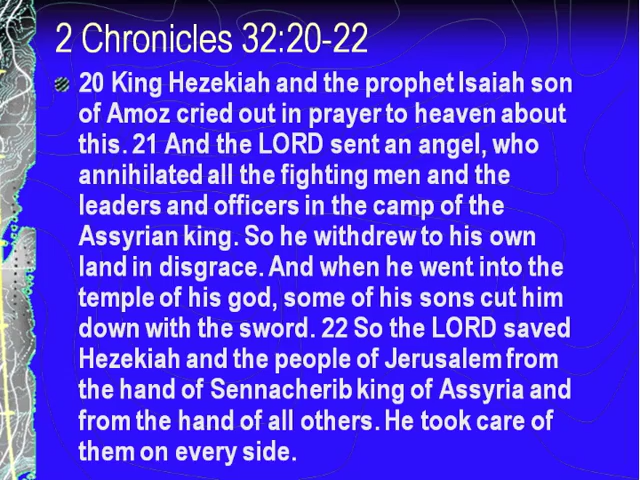 2 Chronicles 32:20-22
20 King Hezekiah and the prophet Isaiah son
of Amoz cried out in prayer to heaven about
this. 21 And the LORD sent an angel, who
annihilated all the fighting men and the
leaders and officers in the camp of the
Assyrian king. So he withdrew to his own
land in disgrace. And when he went into the
temple of his god, some of his sons cut him
down with the sword. 22 So the LORD saved
Hezekiah and the people of Jerusalem from
the hand of Sennacherib king of Assyria and
from the hand of all others. He took care of
them on every side.